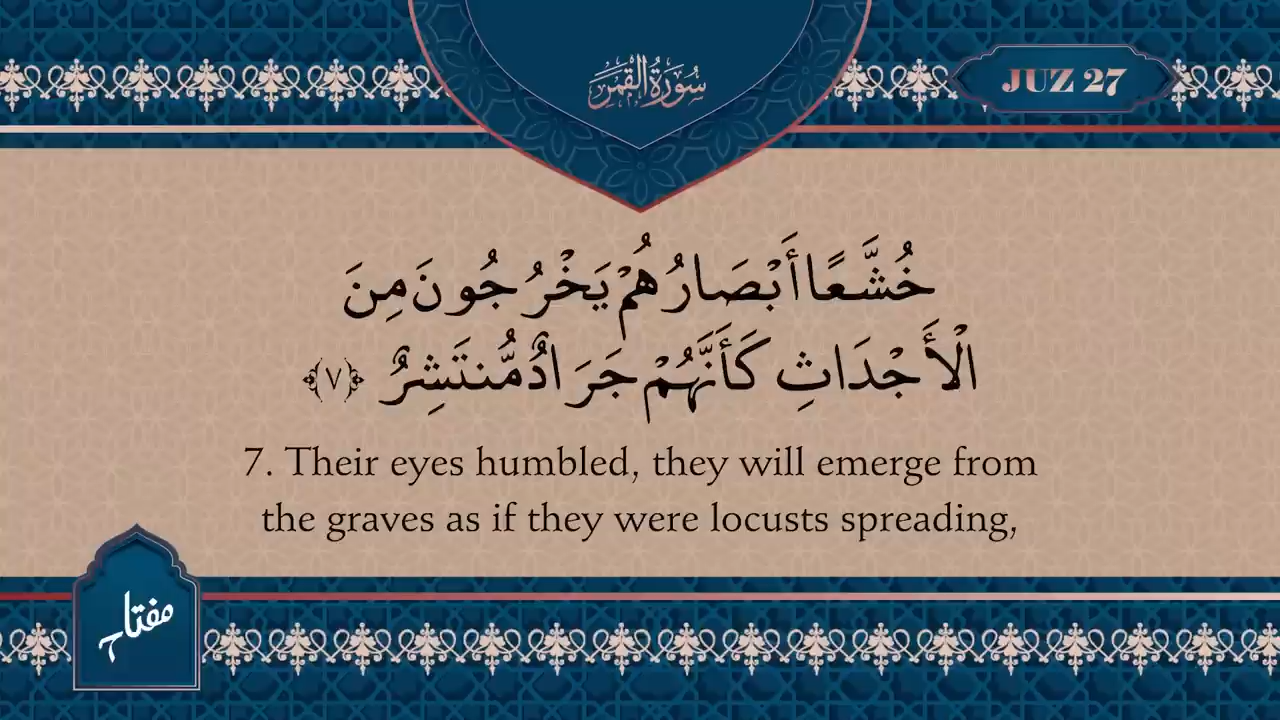 سُورَةُ القَمَر
JUZ 27
خُشَّعًا أَبْصَارُهُمْ يَخْرُجُونَ مِنَ
الْأَجْدَاثِ كَأَنَّهُمْ جَرَادٌ مُّنتَشِرٌ ﴿٧﴾
7. Their eyes humbled, they will emerge from
the graves as if they were locusts spreading,
مفتاح